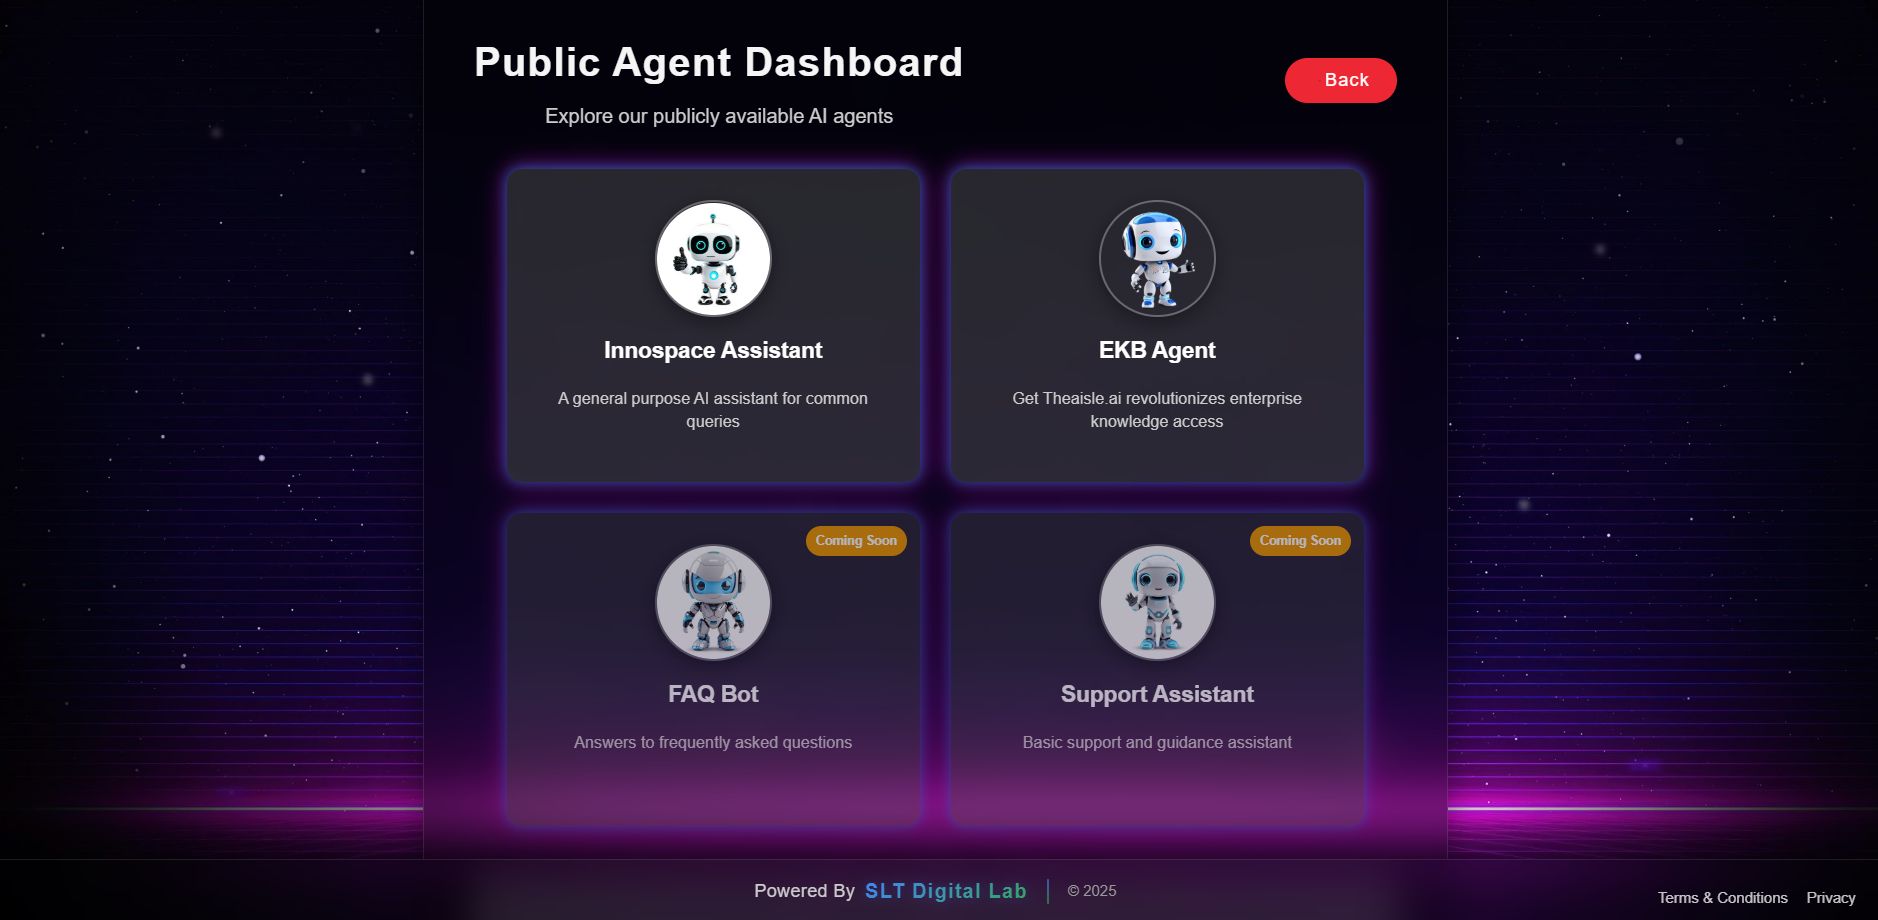 Public Agent Dashboard
Back
Explore our publicly available AI agents
Innospace Assistant
A general purpose AI assistant for common
queries
EKB Agent
Get Theaisle.ai revolutionizes enterprise
knowledge access
Coming Soon
FAQ Bot
Answers to frequently asked questions
Coming Soon
Support Assistant
Basic support and guidance assistant
Powered By SLT Digital Lab | © 2025
Terms & Conditions Privacy